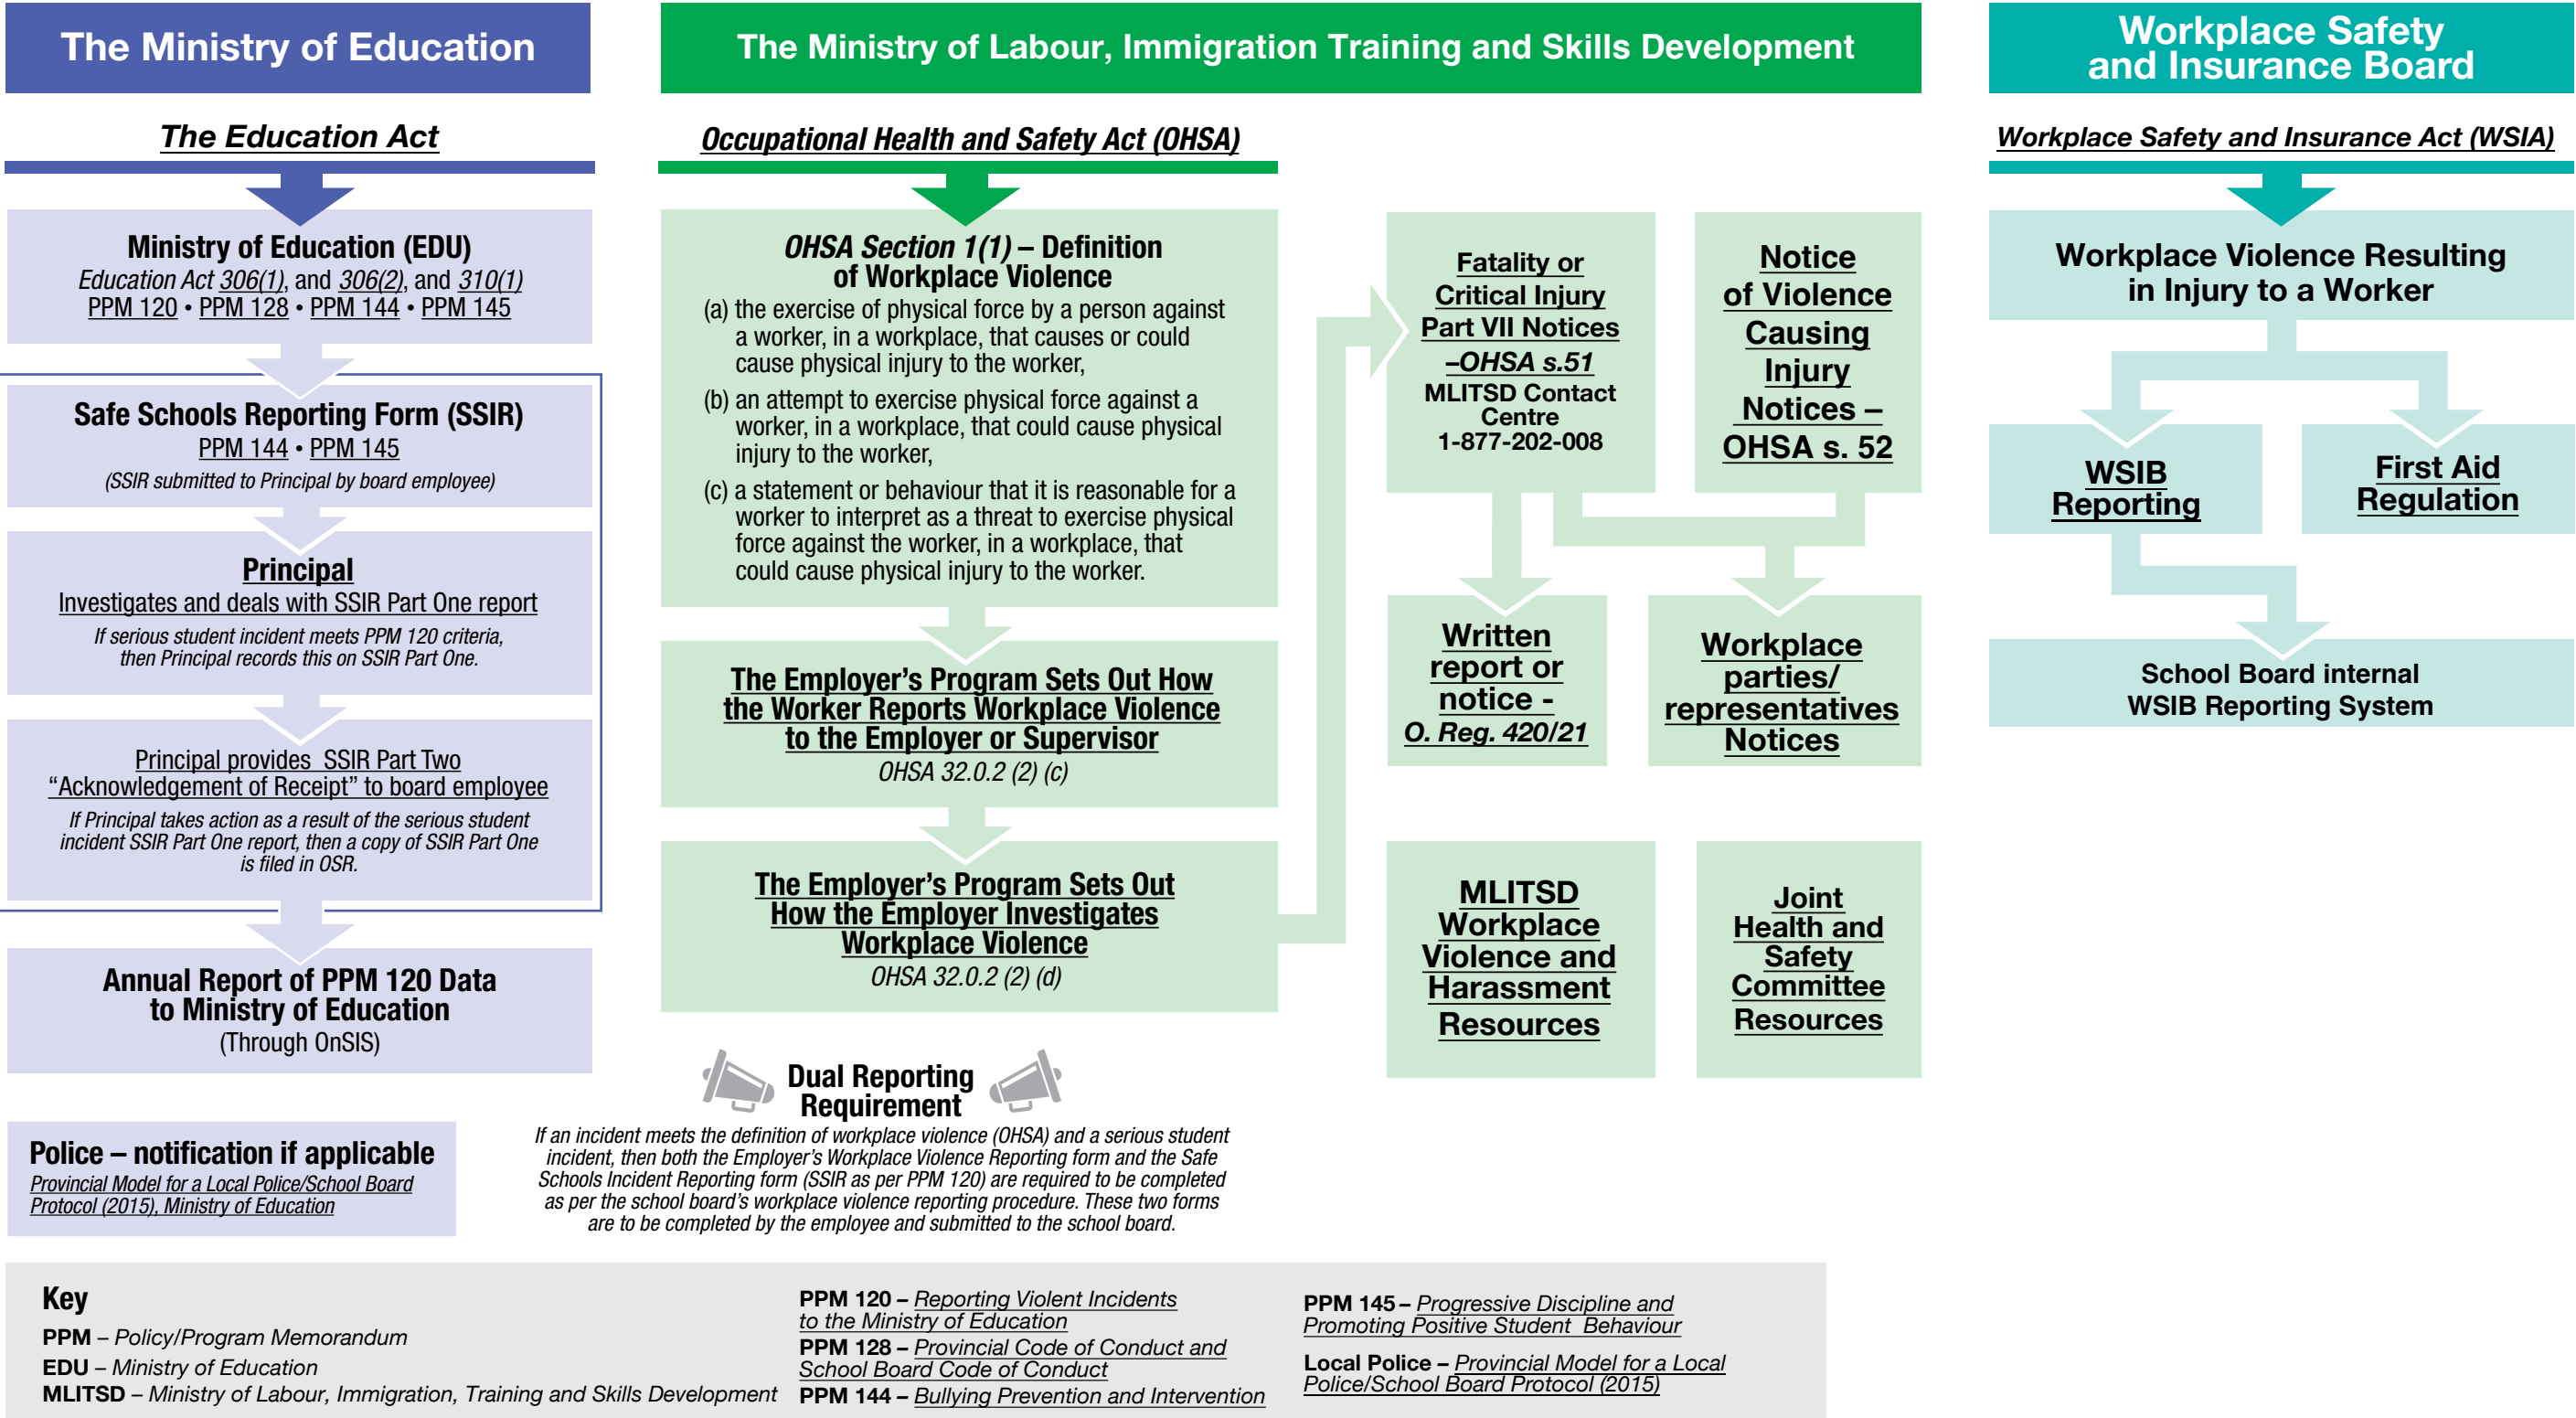 The Ministry of Education
The Education Act
Ministry of Education (EDU)
Education Act 306(1), and 306(2), and 310(1)
PPM 120 • PPM 128 • PPM 144 • PPM 145
Safe Schools Reporting Form (SSIR)
PPM 144 • PPM 145
(SSIR submitted to Principal by board employee)
Principal
Investigates and deals with SSIR Part One report
If serious student incident meets PPM 120 criteria,
then Principal records this on SSIR Part One.
Principal provides SSIR Part Two
“Acknowledgement of Receipt” to board employee
If Principal takes action as a result of the serious student
incident SSIR Part One report, then a copy of SSIR Part One
is filed in OSR.
Annual Report of PPM 120 Data
to Ministry of Education
(Through OnSIS)
Police – notification if applicable
Provincial Model for a Local Police/School Board
Protocol (2015), Ministry of Education
The Ministry of Labour, Immigration Training and Skills Development
Occupational Health and Safety Act (OHSA)
OHSA Section 1(1) – Definition
of Workplace Violence
(a) the exercise of physical force by a person against
a worker, in a workplace, that causes or could
cause physical injury to the worker,
(b) an attempt to exercise physical force against a
worker, in a workplace, that could cause physical
injury to the worker,
(c) a statement or behaviour that it is reasonable for a
worker to interpret as a threat to exercise physical
force against the worker, in a workplace, that
could cause physical injury to the worker.
The Employer’s Program Sets Out How
the Worker Reports Workplace Violence
to the Employer or Supervisor
OHSA 32.0.2 (2) (c)
The Employer’s Program Sets Out
How the Employer Investigates
Workplace Violence
OHSA 32.0.2 (2) (d)
Fatality or
Critical Injury
Part VII Notices
–OHSA s.51
MLITSD Contact
Centre
1-877-202-008
Notice
of Violence
Causing
Injury
Notices –
OHSA s. 52
Written
report or
notice -
O. Reg. 420/21
Workplace
parties/
representatives
Notices
MLITSD
Workplace
Violence and
Harassment
Resources
Joint
Health and
Safety
Committee
Resources
Dual Reporting
Requirement
If an incident meets the definition of workplace violence (OHSA) and a serious student
incident, then both the Employer’s Workplace Violence Reporting form and the Safe
Schools Incident Reporting form (SSIR as per PPM 120) are required to be completed
as per the school board’s workplace violence reporting procedure. These two forms
are to be completed by the employee and submitted to the school board.
Workplace Safety
and Insurance Board
Workplace Safety and Insurance Act (WSIA)
Workplace Violence Resulting
in Injury to a Worker
WSIB
Reporting
First Aid
Regulation
School Board internal
WSIB Reporting System
Key
PPM – Policy/Program Memorandum
EDU – Ministry of Education
MLITSD – Ministry of Labour, Immigration, Training and Skills Development
PPM 120 – Reporting Violent Incidents
to the Ministry of Education
PPM 128 – Provincial Code of Conduct and
School Board Code of Conduct
PPM 144 – Bullying Prevention and Intervention
PPM 145 – Progressive Discipline and
Promoting Positive Student Behaviour
Local Police – Provincial Model for a Local
Police/School Board Protocol (2015)